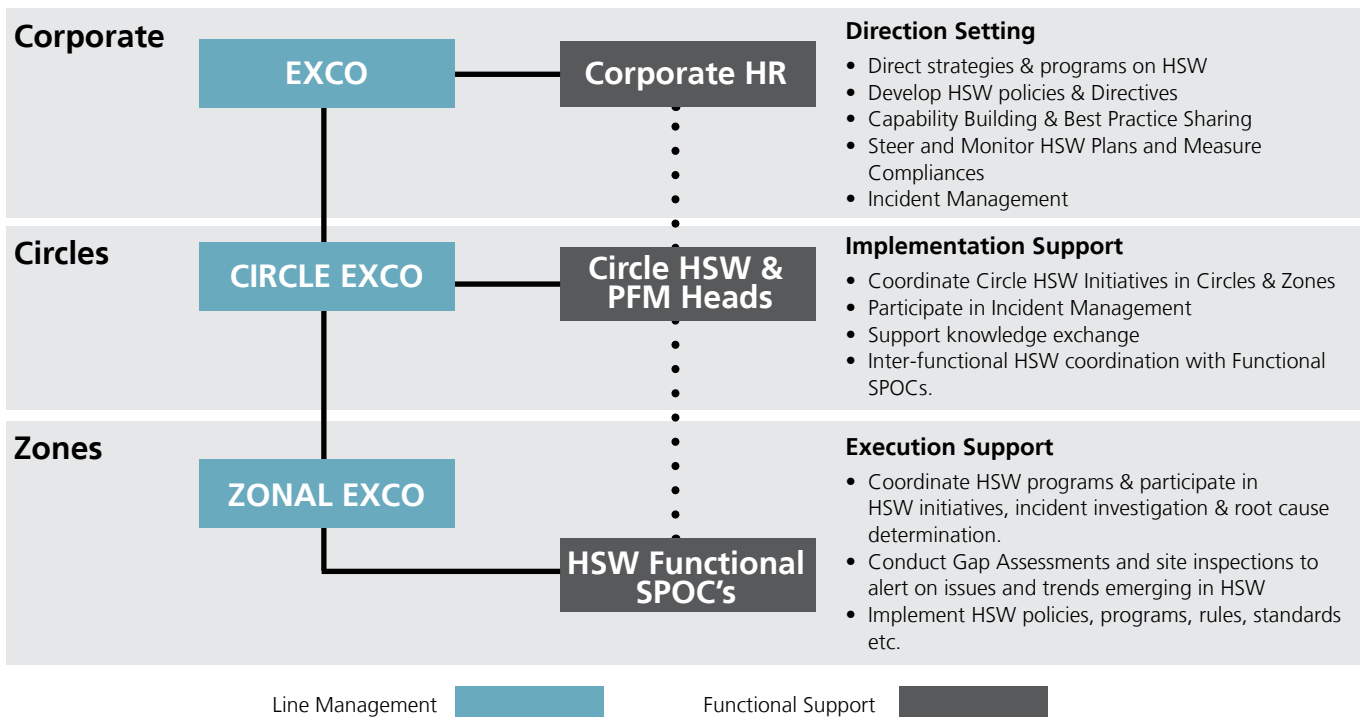 Corporate
EXCO
Corporate HR
Direction Setting
• Direct strategies & programs on HSW
• Develop HSW policies & Directives
• Capability Building & Best Practice Sharing
• Steer and Monitor HSW Plans and Measure
Compliances
• Incident Management
Circles
CIRCLE EXCO
Circle HSW &
PFM Heads
Implementation Support
• Coordinate Circle HSW Initiatives in Circles & Zones
• Participate in Incident Management
• Support knowledge exchange
• Inter-functional HSW coordination with Functional
SPOCs.
Zones
ZONAL EXCO
HSW Functional
SPOC’s
Execution Support
• Coordinate HSW programs & participate in
HSW initiatives, incident investigation & root cause
determination.
• Conduct Gap Assessments and site inspections to
alert on issues and trends emerging in HSW
• Implement HSW policies, programs, rules, standards
etc.
Line Management
Functional Support